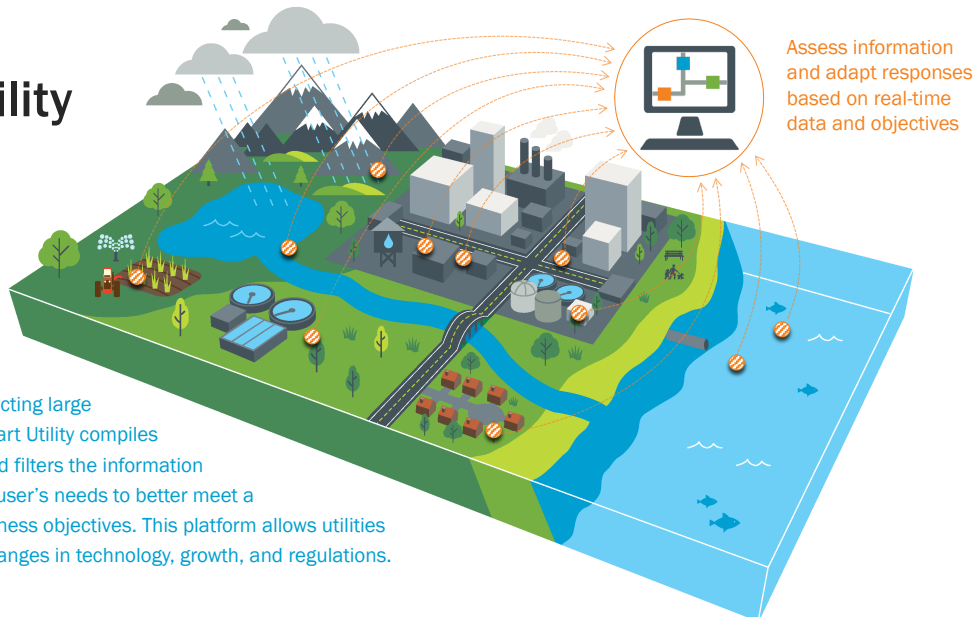 ility
Assess information
and adapt responses
based on real-time
data and objectives
cting large
art Utility compiles
d filters the information
user's needs to better meet a
ness objectives. This platform allows utilities
anges in technology, growth, and regulations.